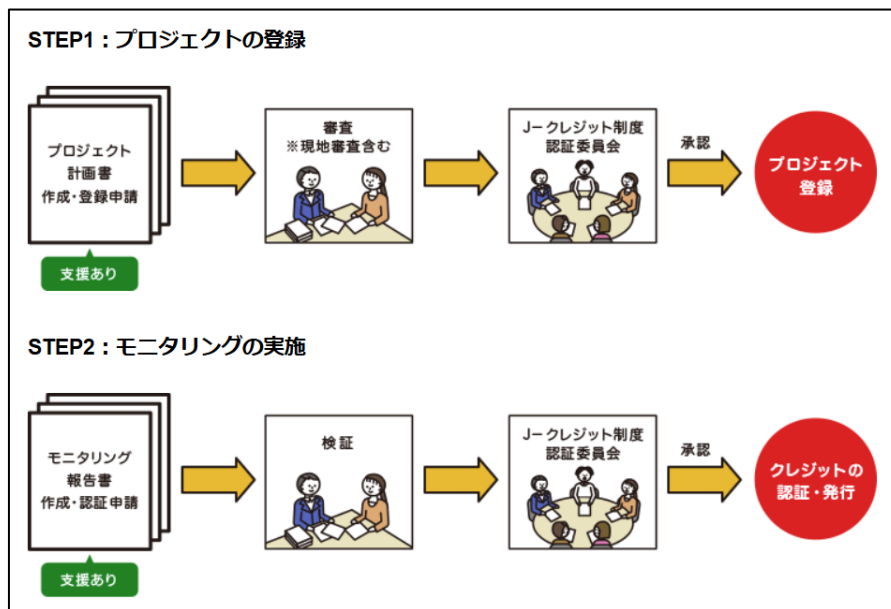 STEP1：プロジェクトの登録
プロジェクト
計画書
作成・登録申請
支援あり
審査
※現地審査含む
J－クレジット制度
認証委員会
承認
プロジェクト
登録
STEP2：モニタリングの実施
モニタリング
報告書
作成・認証申請
支援あり
検証
J－クレジット制度
認証委員会
承認
クレジットの
認証・発行